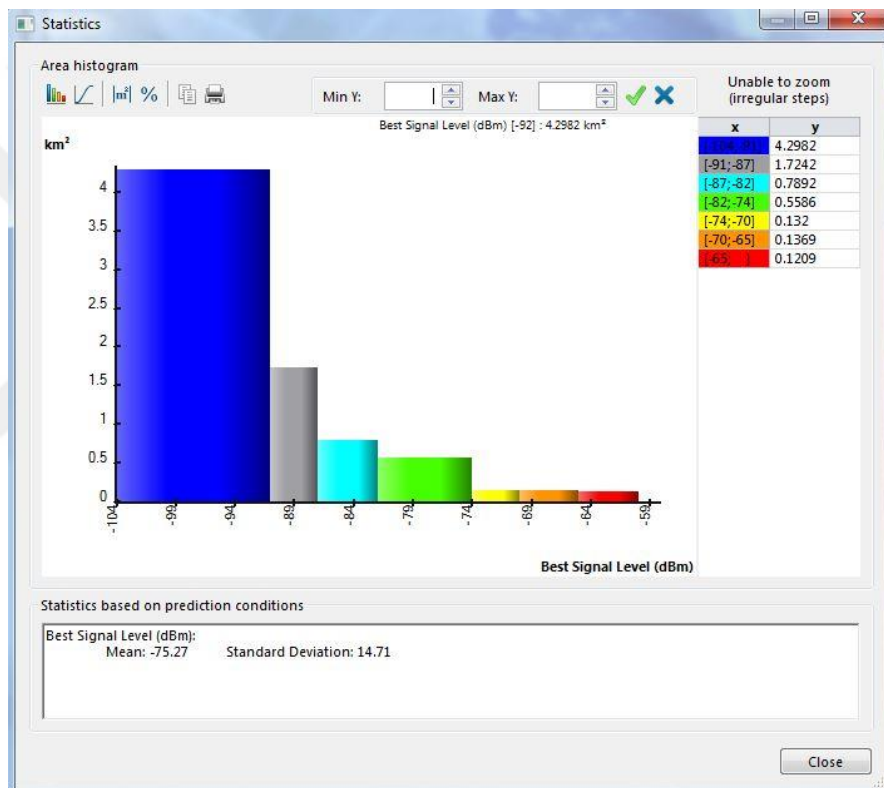 Statistics
Area histogram
|m²| %
Min Y:
Max Y:
Unable to zoom
(irregular steps)
Best Signal Level (dBm) [-92] : 4.2982 km²
km²
4
3.5
3
2.5
2
1.5
1
0.5
0
-104 -99 -94 -89 -84 -79 -74 -69 -64 -59
Best Signal Level (dBm)
x y
[-104;-91] 4.2982
[-91;-87] 1.7242
[-87;-82] 0.7892
[-82;-74] 0.5586
[-74;-70] 0.132
[-70;-65] 0.1369
[-65; ] 0.1209
Statistics based on prediction conditions
Best Signal Level (dBm):
Mean: -75.27 Standard Deviation: 14.71
Close